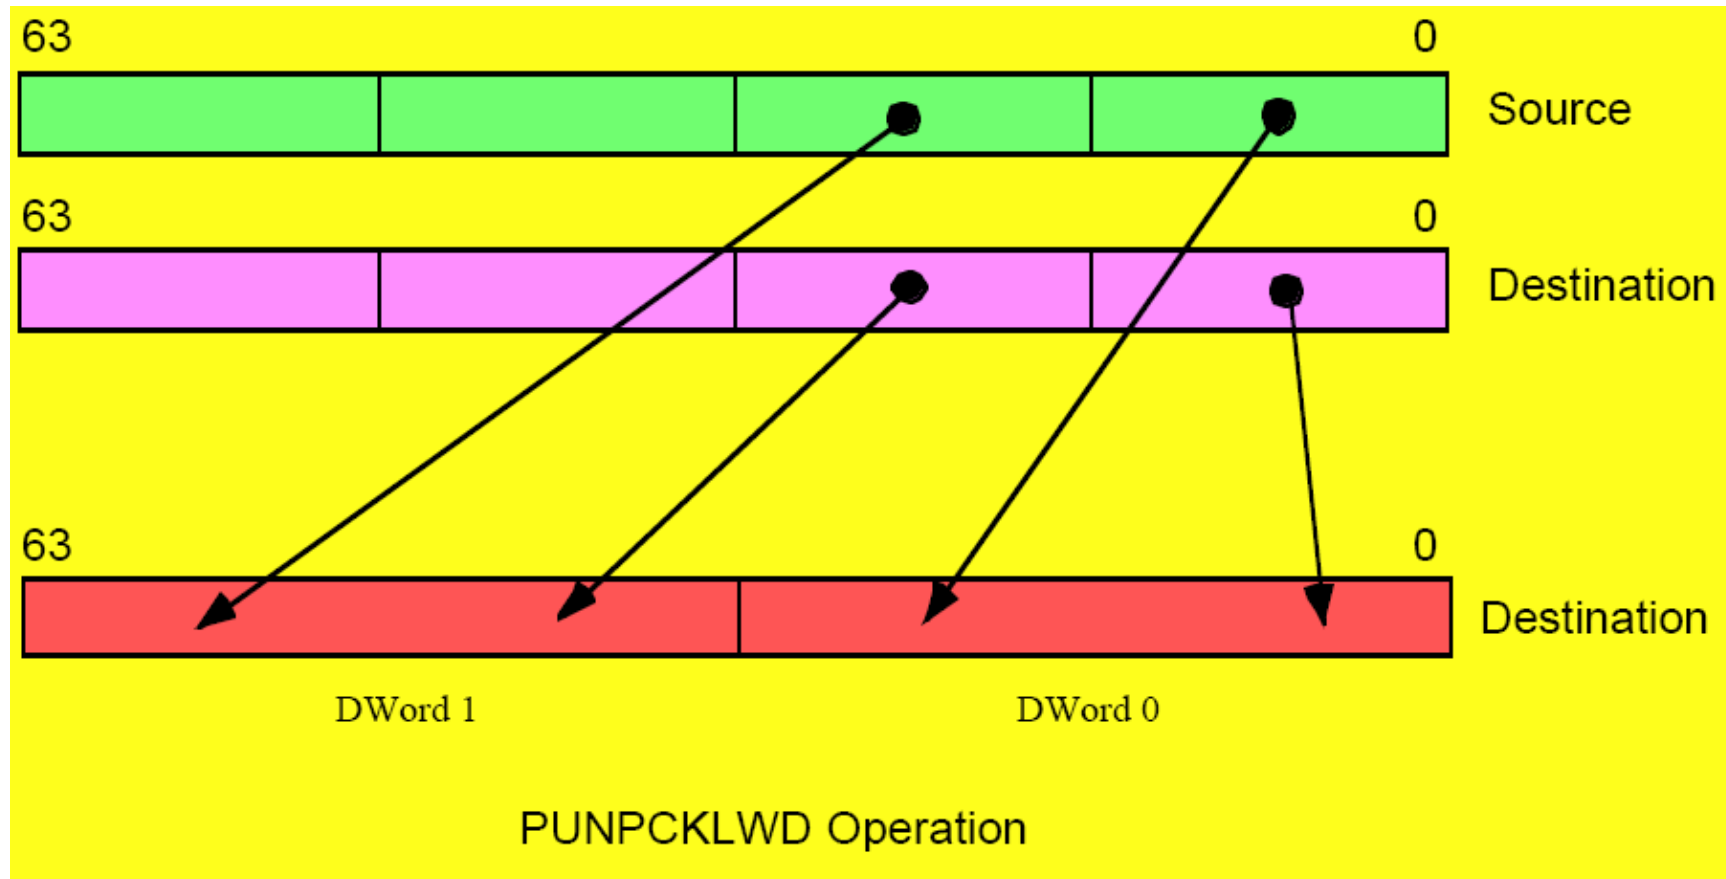 63 0
Source
63 0
Destination
63 0
Destination
DWord 1 DWord 0
PUNPCKLWD Operation